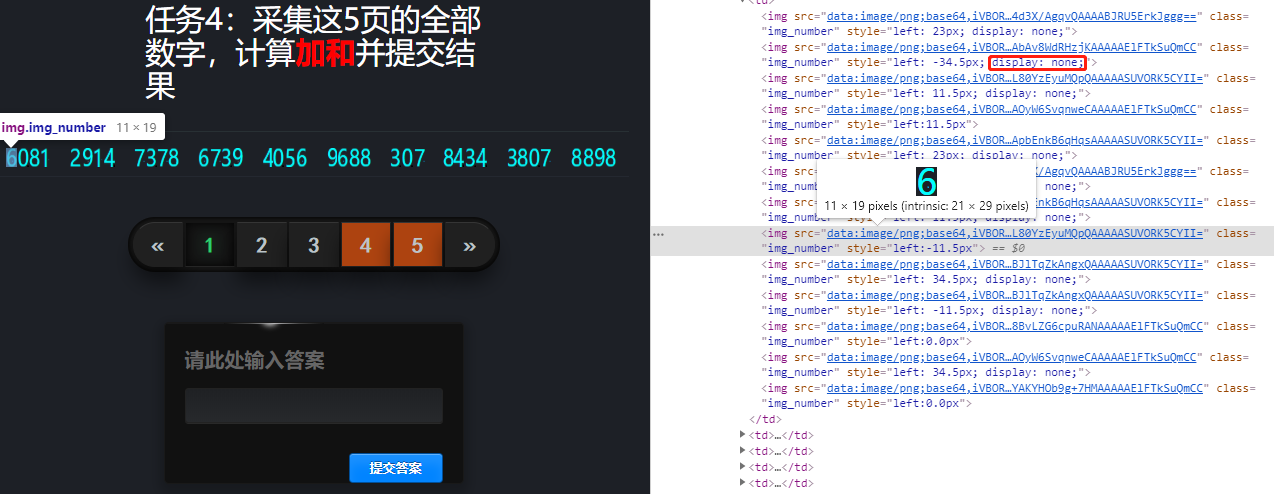 任务4：采集这5页的全部
数字，计算加和并提交结
果
img.img_number 11 × 19
6081 2914 7378 6739 4056 9688 307 8434 3807 8898
« 1 2 3 4 5 »
请此处输入答案
提交答案
<td>
<img src="data:image/png;base64,iVBOR…4d3X/AgqvQAAAABJRU5ErkJggg==" class=
"img_number" style="left: 23px; display: none;">
<img src="data:image/png;base64,iVBOR…AbAv8WdRHzjKAAAAAElFTkSuQmCC" class=
"img_number" style="left: -34.5px; display: none;">
<img src="data:image/png;base64,iVBOR…L80YzEyuMQpQAAAAASUVORK5CYII=" class=
"img_number" style="left: 11.5px; display: none;">
<img src="data:image/png;base64,iVBOR…AOyW6SvqnweCAAAAAElFTkSuQmCC" class=
"img_number" style="left:11.5px">
<img src="data:image/png;base64,iVBOR…ApbEnkB6qHqsAAAAASUVORK5CYII=" class=
"img_number" style="left: 23px; display: none;">
<img s 3X/AgqvQAAAABJRU5ErkJggg==" class=
"img_n none;">
nkB6qHqsAAAAASUVORK5CYII=" class=
6
11 × 19 pixels (intrinsic: 21 × 29 pixels)
… <img src="data:image/png;base64,iVBOR…L80YzEyuMQpQAAAAASUVORK5CYII=" class=
"img_number" style="left:-11.5px"> == $0
<img src="data:image/png;base64,iVBOR…BJlTqZkAngxQAAAAASUVORK5CYII=" class=
"img_number" style="left: 34.5px; display: none;">
<img src="data:image/png;base64,iVBOR…BJlTqZkAngxQAAAAASUVORK5CYII=" class=
"img_number" style="left: -11.5px; display: none;">
<img src="data:image/png;base64,iVBOR…8BvLZG6cpuRANAAAAAElFTkSuQmCC" class=
"img_number" style="left:0.0px">
<img src="data:image/png;base64,iVBOR…AOyW6SvqnweCAAAAAElFTkSuQmCC" class=
"img_number" style="left: 34.5px; display: none;">
<img src="data:image/png;base64,iVBOR…YAKYHOb9g+7HMAAAAAElFTkSuQmCC" class=
"img_number" style="left:0.0px">
</td>
<td>…</td>
<td>…</td>
<td>…</td>
<td>…</td>